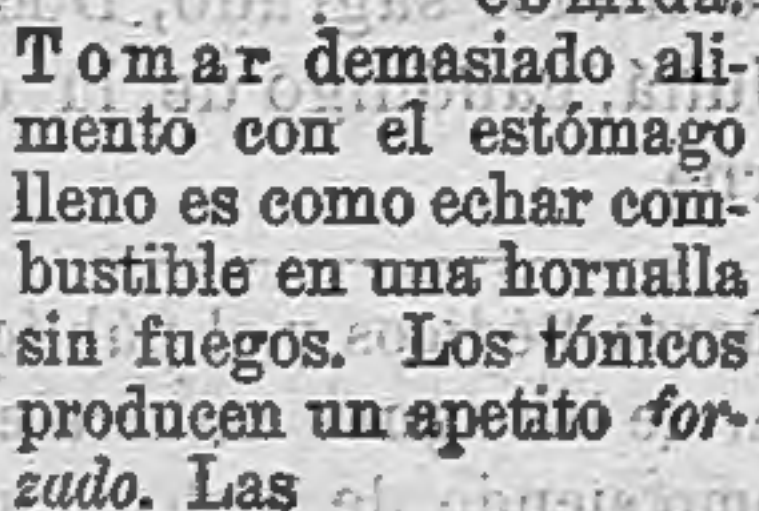 Tomar demasiado ali-
mento con el estómago
lleno es como echar com-
bustible en una hornalla
sin fuegos. Los tónicos
producen un apetito for-
zado. Las